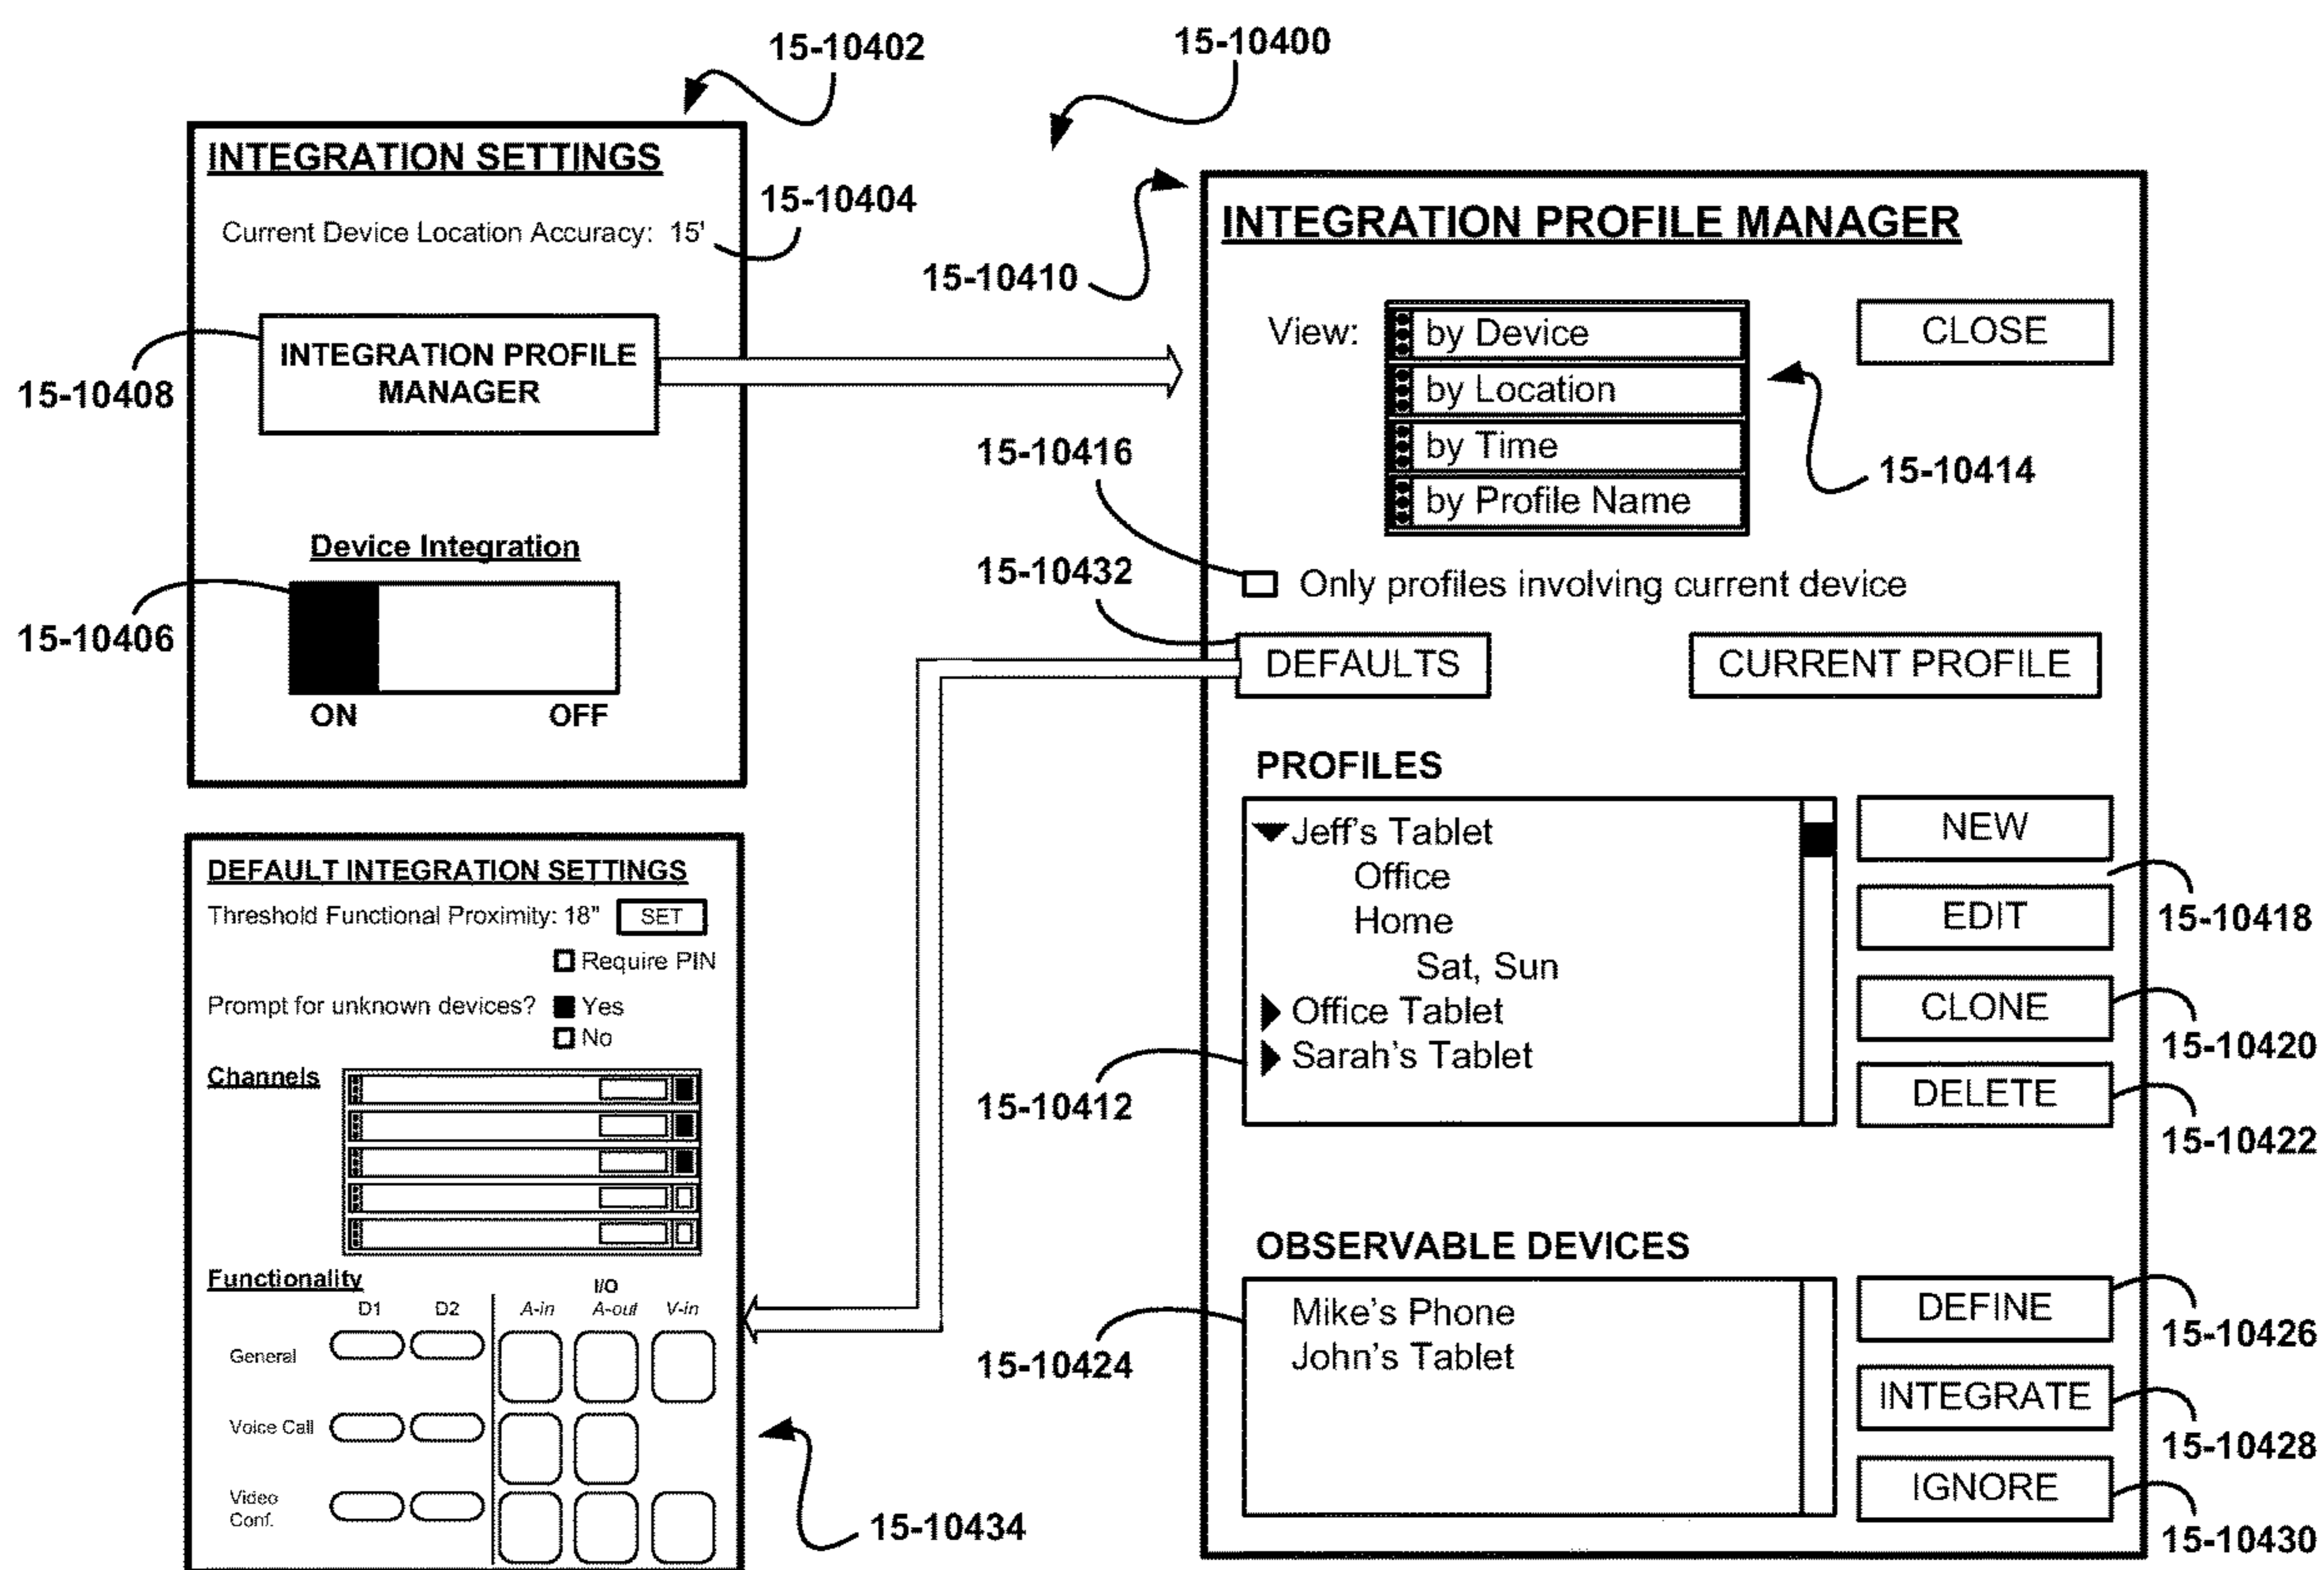 15-10402
15-10400
INTEGRATION SETTINGS
Current Device Location Accuracy: 15'
15-10404
15-10408
INTEGRATION PROFILE
MANAGER
Device Integration
15-10406
ON OFF
15-10410
INTEGRATION PROFILE MANAGER
View:
by Device
by Location
by Time
by Profile Name
CLOSE
15-10414
15-10416
Only profiles involving current device
15-10432
DEFAULTS
CURRENT PROFILE
PROFILES
Jeff's Tablet
Office
Home
Sat, Sun
Office Tablet
Sarah's Tablet
15-10412
NEW
EDIT
15-10418
CLONE
15-10420
DELETE
15-10422
OBSERVABLE DEVICES
Mike's Phone
John's Tablet
15-10424
DEFINE
15-10426
INTEGRATE
15-10428
IGNORE
15-10430
DEFAULT INTEGRATION SETTINGS
Threshold Functional Proximity: 18" SET
Require PIN
Prompt for unknown devices? Yes
No
Channels
Functionality
I/O
D1 D2 A-in A-out V-in
General
Voice Call
Video
Conf.
15-10434